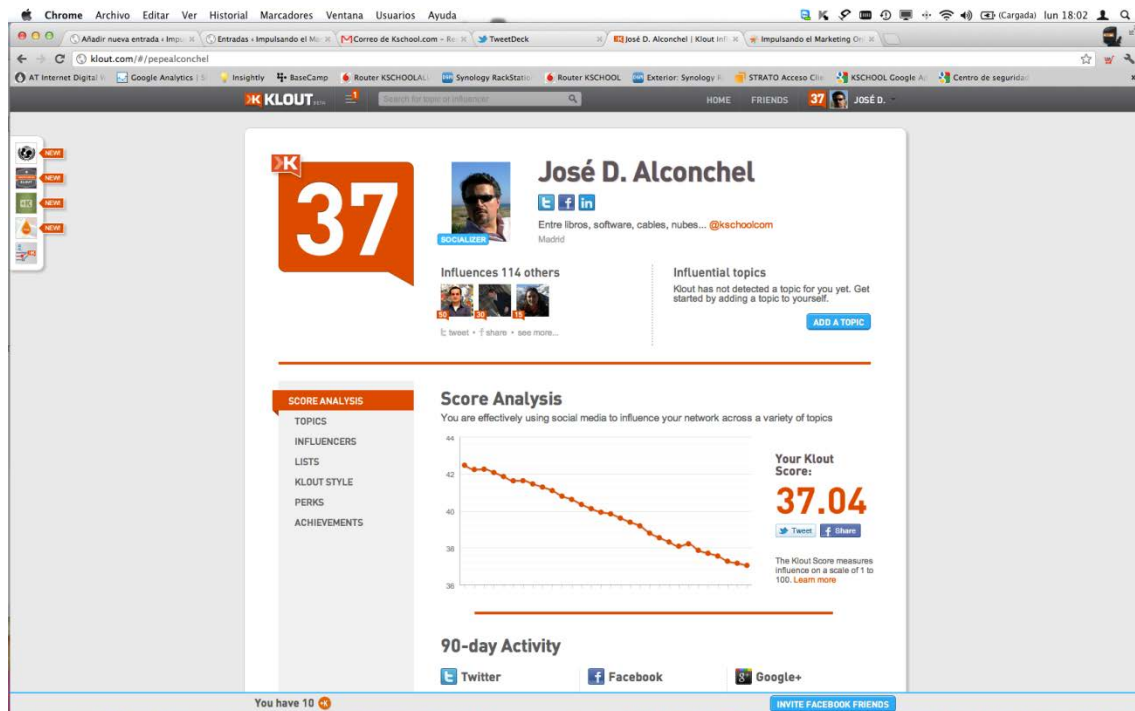 Chrome Archivo Editar Ver Historial Marcadores Ventana Usuarios Ayuda (Cargada) lun 18:02
Añadir nueva entrada ‹ Impu Entradas ‹ Impulsando el Mar Correo de Kschool.com - Re TweetDeck José D. Alconchel | Klout Infl Impulsando el Marketing On
klout.com/#/pepealconchel
AT Internet Digital Google Analytics | Insightly BaseCamp Router KSCHOOLALL Synology RackStation Router KSCHOOL Exterior: Synology STRATO Acceso Clie KSCHOOL Google Centro de seguridad
KLOUT BETA 1 Search for topic or influencer HOME FRIENDS 37 JOSÉ D.
NEW!
NEW!
NEW!
NEW!
K
37
José D. Alconchel
Entre libros, software, cables, nubes... @kschoolcom
Madrid
SOCIALIZER
Influences 114 others
50 30 15
tweet • share • see more...
Influential topics
Klout has not detected a topic for you yet. Get
started by adding a topic to yourself.
ADD A TOPIC
SCORE ANALYSIS
TOPICS
INFLUENCERS
LISTS
KLOUT STYLE
PERKS
ACHIEVEMENTS
Score Analysis
You are effectively using social media to influence your network across a variety of topics
44
42
40
38
36
Your Klout
Score:
37.04
Tweet Share
The Klout Score measures
influence on a scale of 1 to
100. Learn more
90-day Activity
Twitter Facebook Google+
You have 10 +K INVITE FACEBOOK FRIENDS